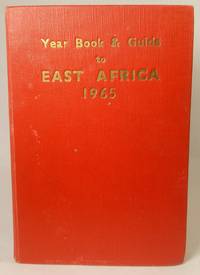 Year Book & Guide
to
EAST AFRICA
1965